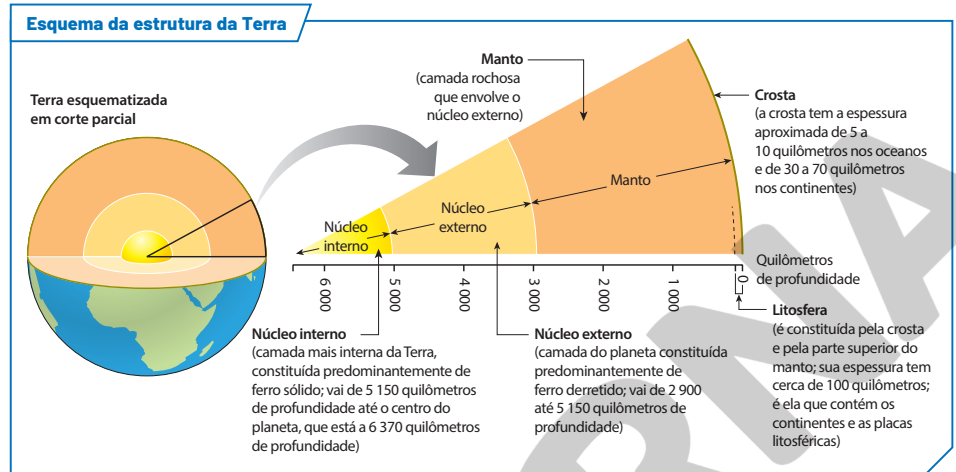 Esquema da estrutura da Terra
Terra esquematizada
em corte parcial
Manto
(camada rochosa
que envolve o
núcleo externo)
Crosta
(a crosta tem a espessura
aproximada de 5 a
10 quilômetros nos oceanos
e de 30 a 70 quilômetros
nos continentes)
Manto
Núcleo
externo
Núcleo
interno
6 000
5 000
4 000
3 000
2 000
1 000
0
Quilômetros
de profundidade
Núcleo interno
(camada mais interna da Terra,
constituída predominantemente de
ferro sólido; vai de 5 150 quilômetros
de profundidade até o centro do
planeta, que está a 6 370 quilômetros
de profundidade)
Núcleo externo
(camada do planeta constituída
predominantemente de
ferro derretido; vai de 2 900
até 5 150 quilômetros de
profundidade)
Litosfera
(é constituída pela crosta
e pela parte superior do
manto; sua espessura tem
cerca de 100 quilômetros;
é ela que contém os
continentes e as placas
litosféricas)
RNA